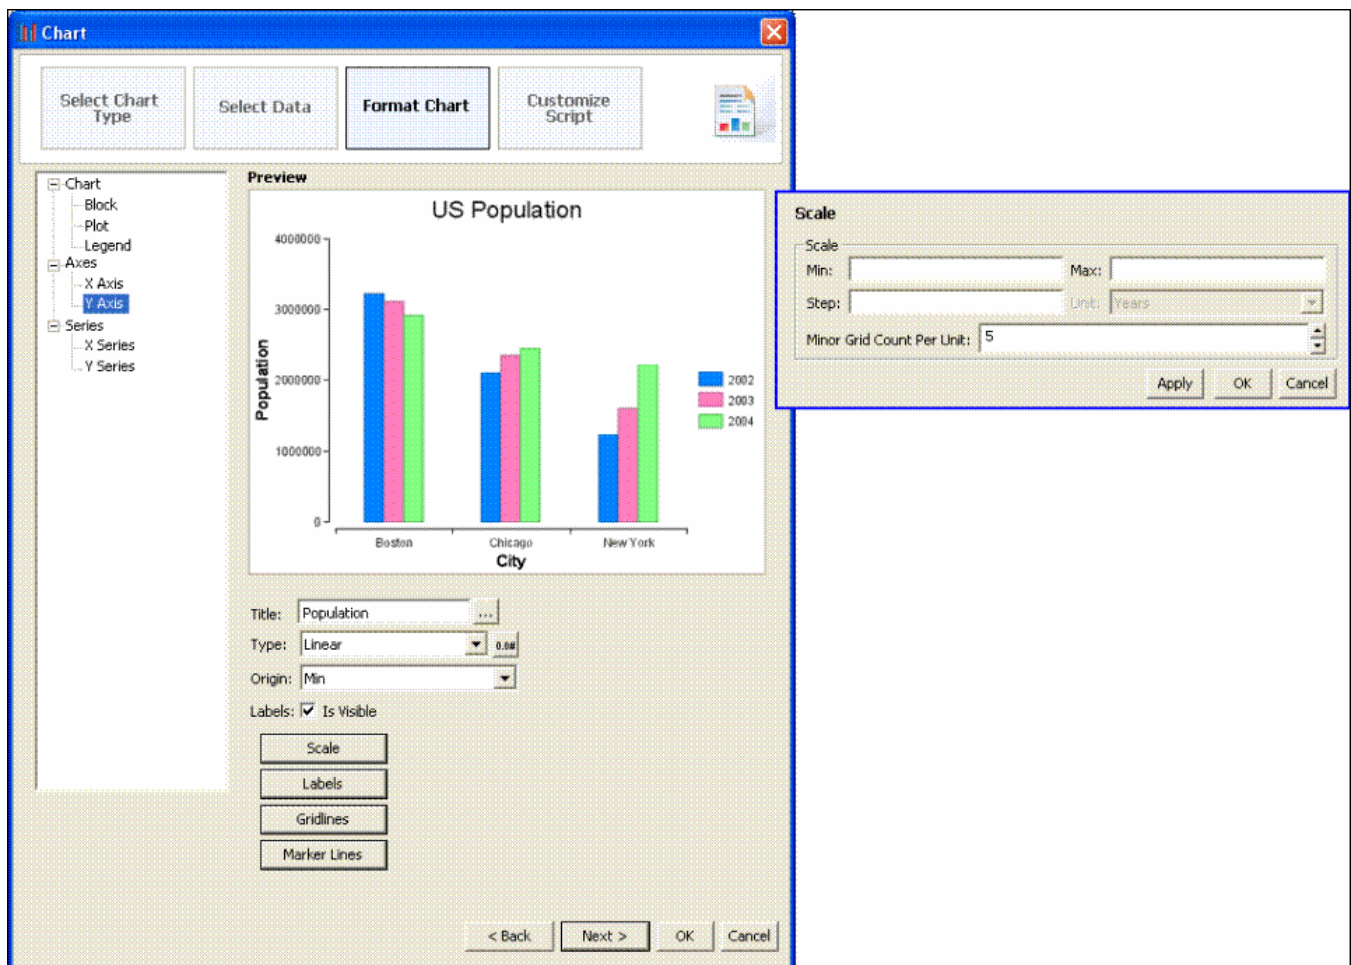 Chart
Select Chart
Type
Select Data
Format Chart
Customize
Script
Chart
Block
Plot
Legend
Axes
X Axis
Y Axis
Series
X Series
Y Series
Preview
US Population
4000000
3000000
2000000
1000000
0
Population
Boston
Chicago
New York
City
2002
2003
2004
Title: Population ...
Type: Linear 0.0#
Origin: Min
Labels: Is Visible
Scale
Labels
Gridlines
Marker Lines
< Back Next > OK Cancel
Scale
Scale
Min: Max:
Step: Unit: Years
Minor Grid Count Per Unit: 5
Apply OK Cancel